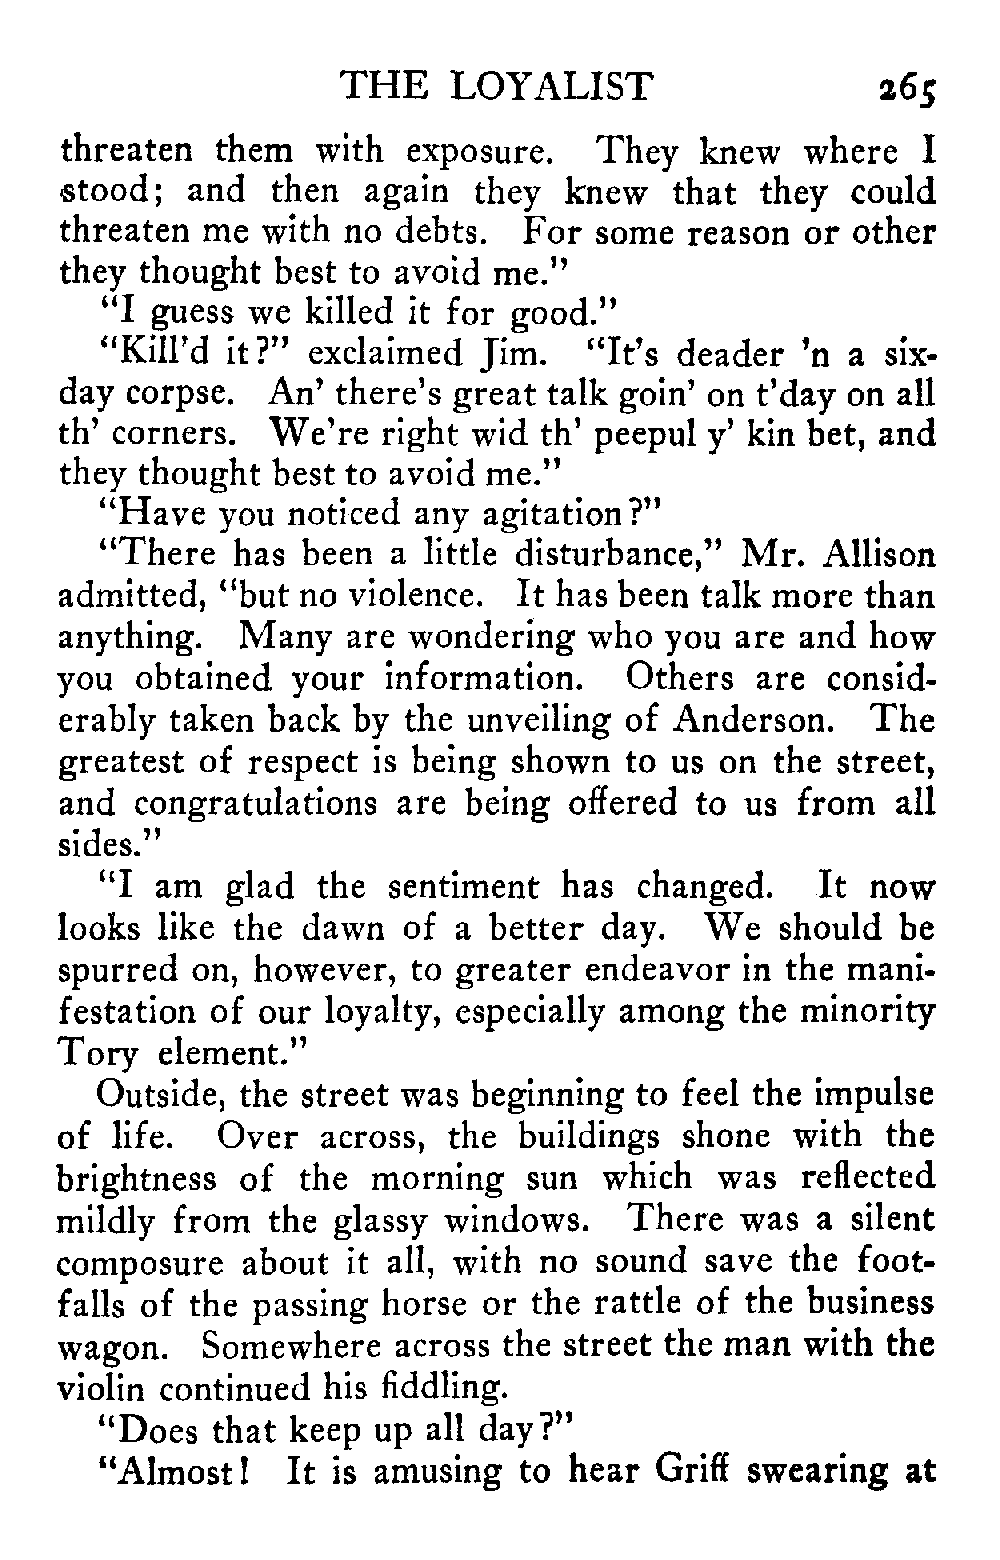 THE LOYALIST 265
threaten them with exposure. They knew where I
stood; and then again they knew that they could
threaten me with no debts. For some reason or other
they thought best to avoid me."
"I guess we killed it for good."
"Kill'd it?" exclaimed Jim. "It's deader 'n a six-
day corpse. An' there's great talk goin' on t'day on all
th' corners. We're right wid th' peepul y' kin bet, and
they thought best to avoid me."
"Have you noticed any agitation?"
"There has been a little disturbance," Mr. Allison
admitted, "but no violence. It has been talk more than
anything. Many are wondering who you are and how
you obtained your information. Others are consid-
erably taken back by the unveiling of Anderson. The
greatest of respect is being shown to us on the street,
and congratulations are being offered to us from all
sides."
"I am glad the sentiment has changed. It now
looks like the dawn of a better day. We should be
spurred on, however, to greater endeavor in the mani-
festation of our loyalty, especially among the minority
Tory element."
Outside, the street was beginning to feel the impulse
of life. Over across, the buildings shone with the
brightness of the morning sun which was reflected
mildly from the glassy windows. There was a silent
composure about it all, with no sound save the foot-
falls of the passing horse or the rattle of the business
wagon. Somewhere across the street the man with the
violin continued his fiddling.
"Does that keep up all day?"
"Almost! It is amusing to hear Griff swearing at